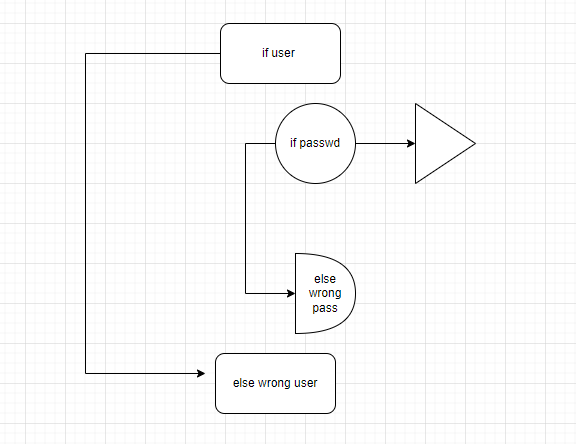 if user
if passwd
else
wrong
pass
else wrong user